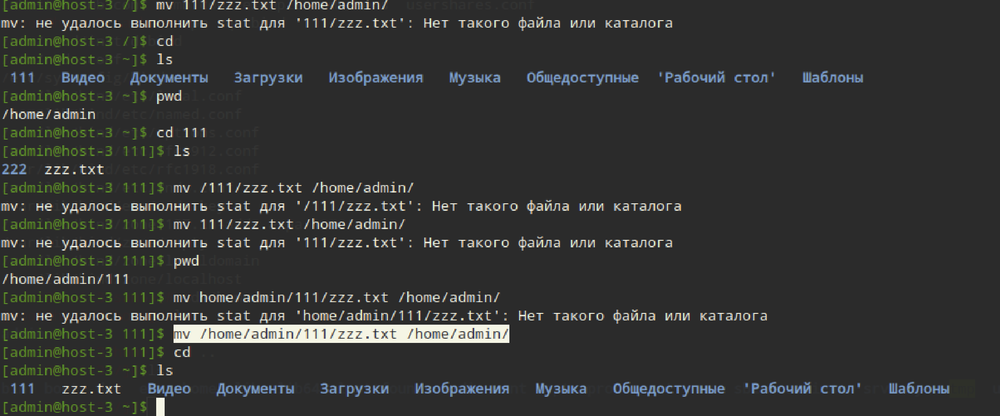 [admin@host-3 /]$ mv 111/zzz.txt /home/admin/
mv: не удалось выполнить stat для '111/zzz.txt': Нет такого файла или каталога
[admin@host-3 /]$ cd
[admin@host-3 ~]$ ls
111 Видео Документы Загрузки Изображения Музыка Общедоступные 'Рабочий стол' Шаблоны
[admin@host-3 ~]$ pwd
/home/admin
[admin@host-3 ~]$ cd 111
[admin@host-3 111]$ ls
222 zzz.txt
[admin@host-3 111]$ mv /111/zzz.txt /home/admin/
mv: не удалось выполнить stat для '/111/zzz.txt': Нет такого файла или каталога
[admin@host-3 111]$ mv 111/zzz.txt /home/admin/
mv: не удалось выполнить stat для '111/zzz.txt': Нет такого файла или каталога
[admin@host-3 111]$ pwd
/home/admin/111
[admin@host-3 111]$ mv home/admin/111/zzz.txt /home/admin/
mv: не удалось выполнить stat для 'home/admin/111/zzz.txt': Нет такого файла или каталога
[admin@host-3 111]$ mv /home/admin/111/zzz.txt /home/admin/
[admin@host-3 111]$ cd
[admin@host-3 ~]$ ls
111 zzz.txt Видео Документы Загрузки Изображения Музыка Общедоступные 'Рабочий стол' Шаблоны
[admin@host-3 ~]$